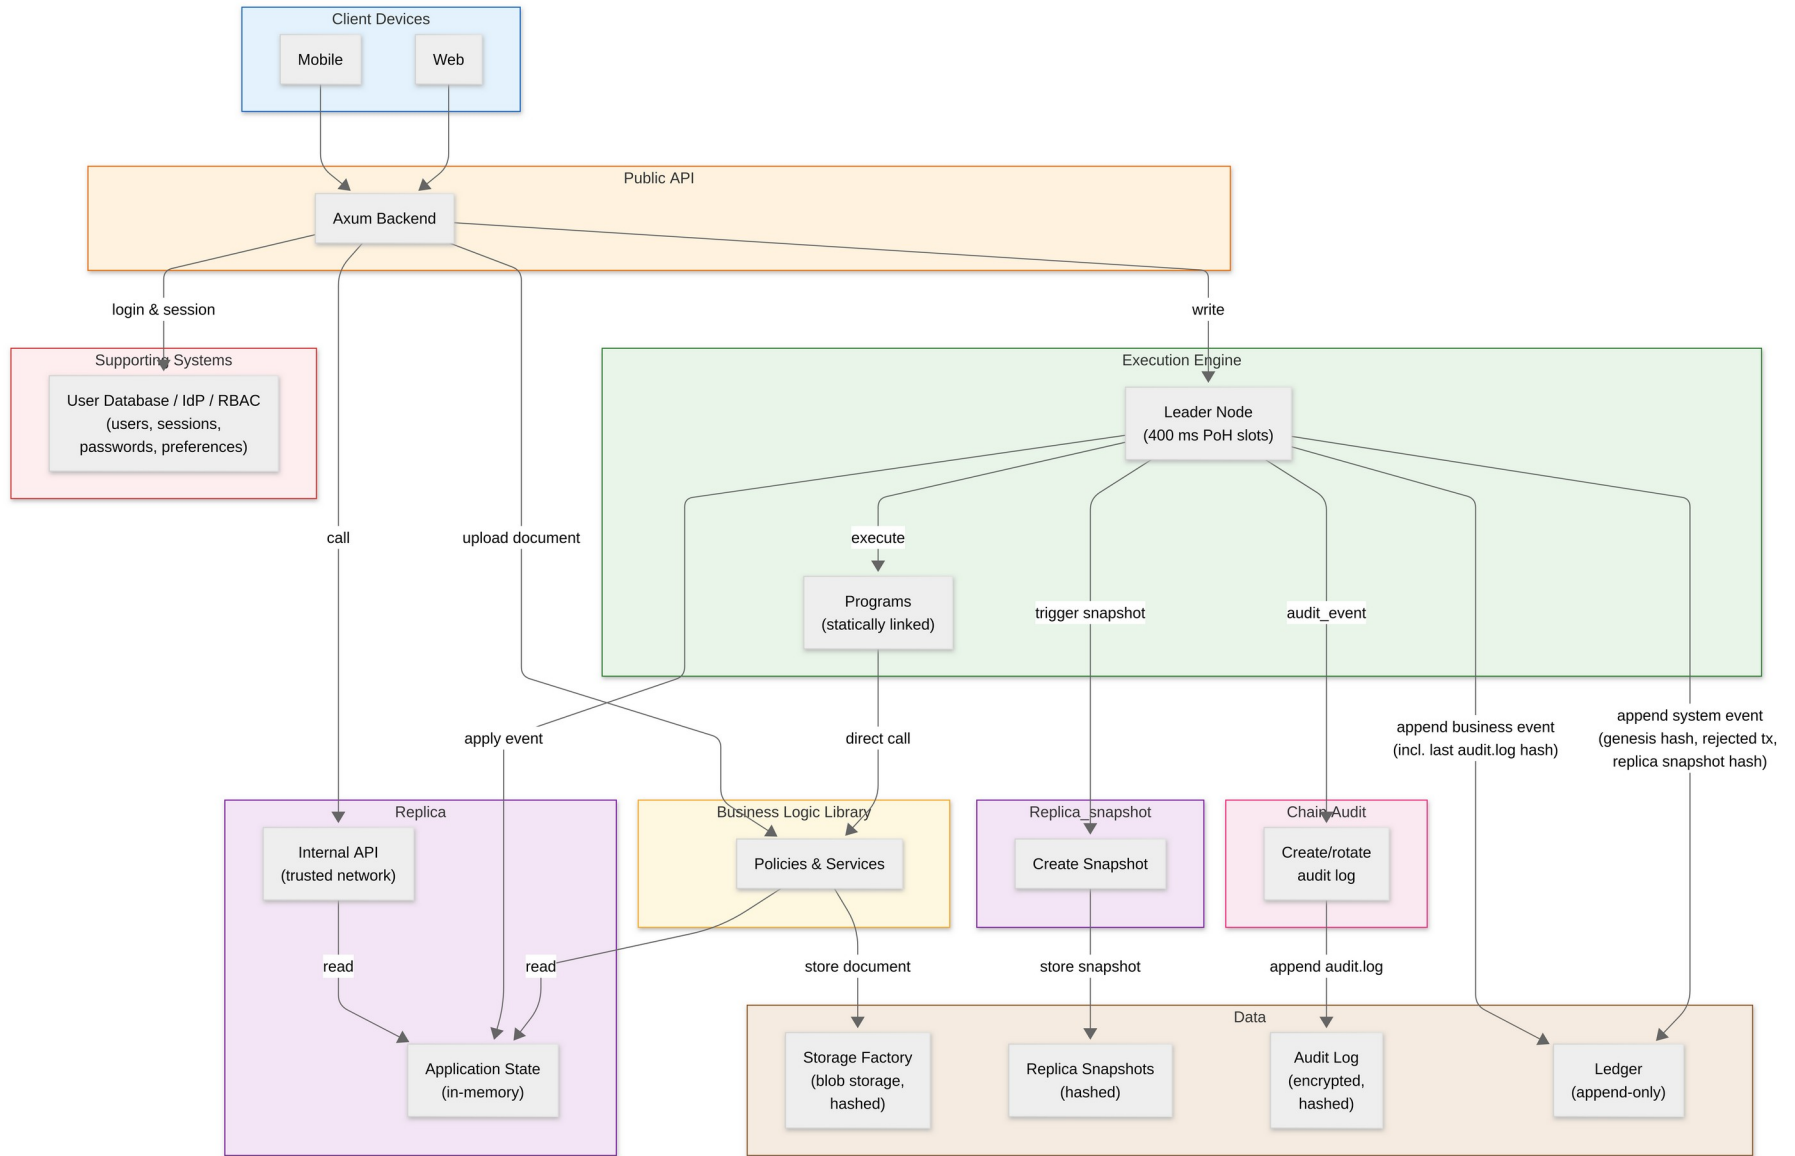 Client Devices
Mobile
Web
Public API
Axum Backend
login & session
write
Supporting Systems
User Database / IdP / RBAC
(users, sessions,
passwords, preferences)
Execution Engine
Leader Node
(400 ms PoH slots)
call
upload document
execute
Programs
(statically linked)
trigger snapshot
audit_event
apply event
direct call
append business event
(incl. last audit.log hash)
append system event
(genesis hash, rejected tx,
replica snapshot hash)
Replica
Internal API
(trusted network)
Business Logic Library
Policies & Services
Replica_snapshot
Create Snapshot
Chain Audit
Create/rotate
audit log
read
read
store document
store snapshot
append audit.log
Application State
(in-memory)
Data
Storage Factory
(blob storage,
hashed)
Replica Snapshots
(hashed)
Audit Log
(encrypted,
hashed)
Ledger
(append-only)